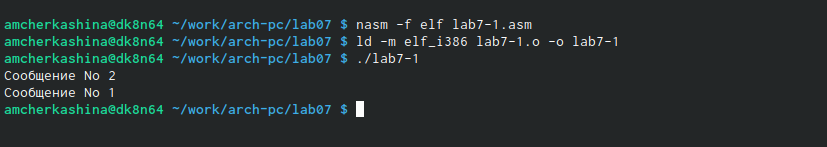 amcherkashina@dk8n64 ~/work/arch-pc/lab07 $ nasm -f elf lab7-1.asm
amcherkashina@dk8n64 ~/work/arch-pc/lab07 $ ld -m elf_i386 lab7-1.o -o lab7-1
amcherkashina@dk8n64 ~/work/arch-pc/lab07 $ ./lab7-1
Сообщение No 2
Сообщение No 1
amcherkashina@dk8n64 ~/work/arch-pc/lab07 $